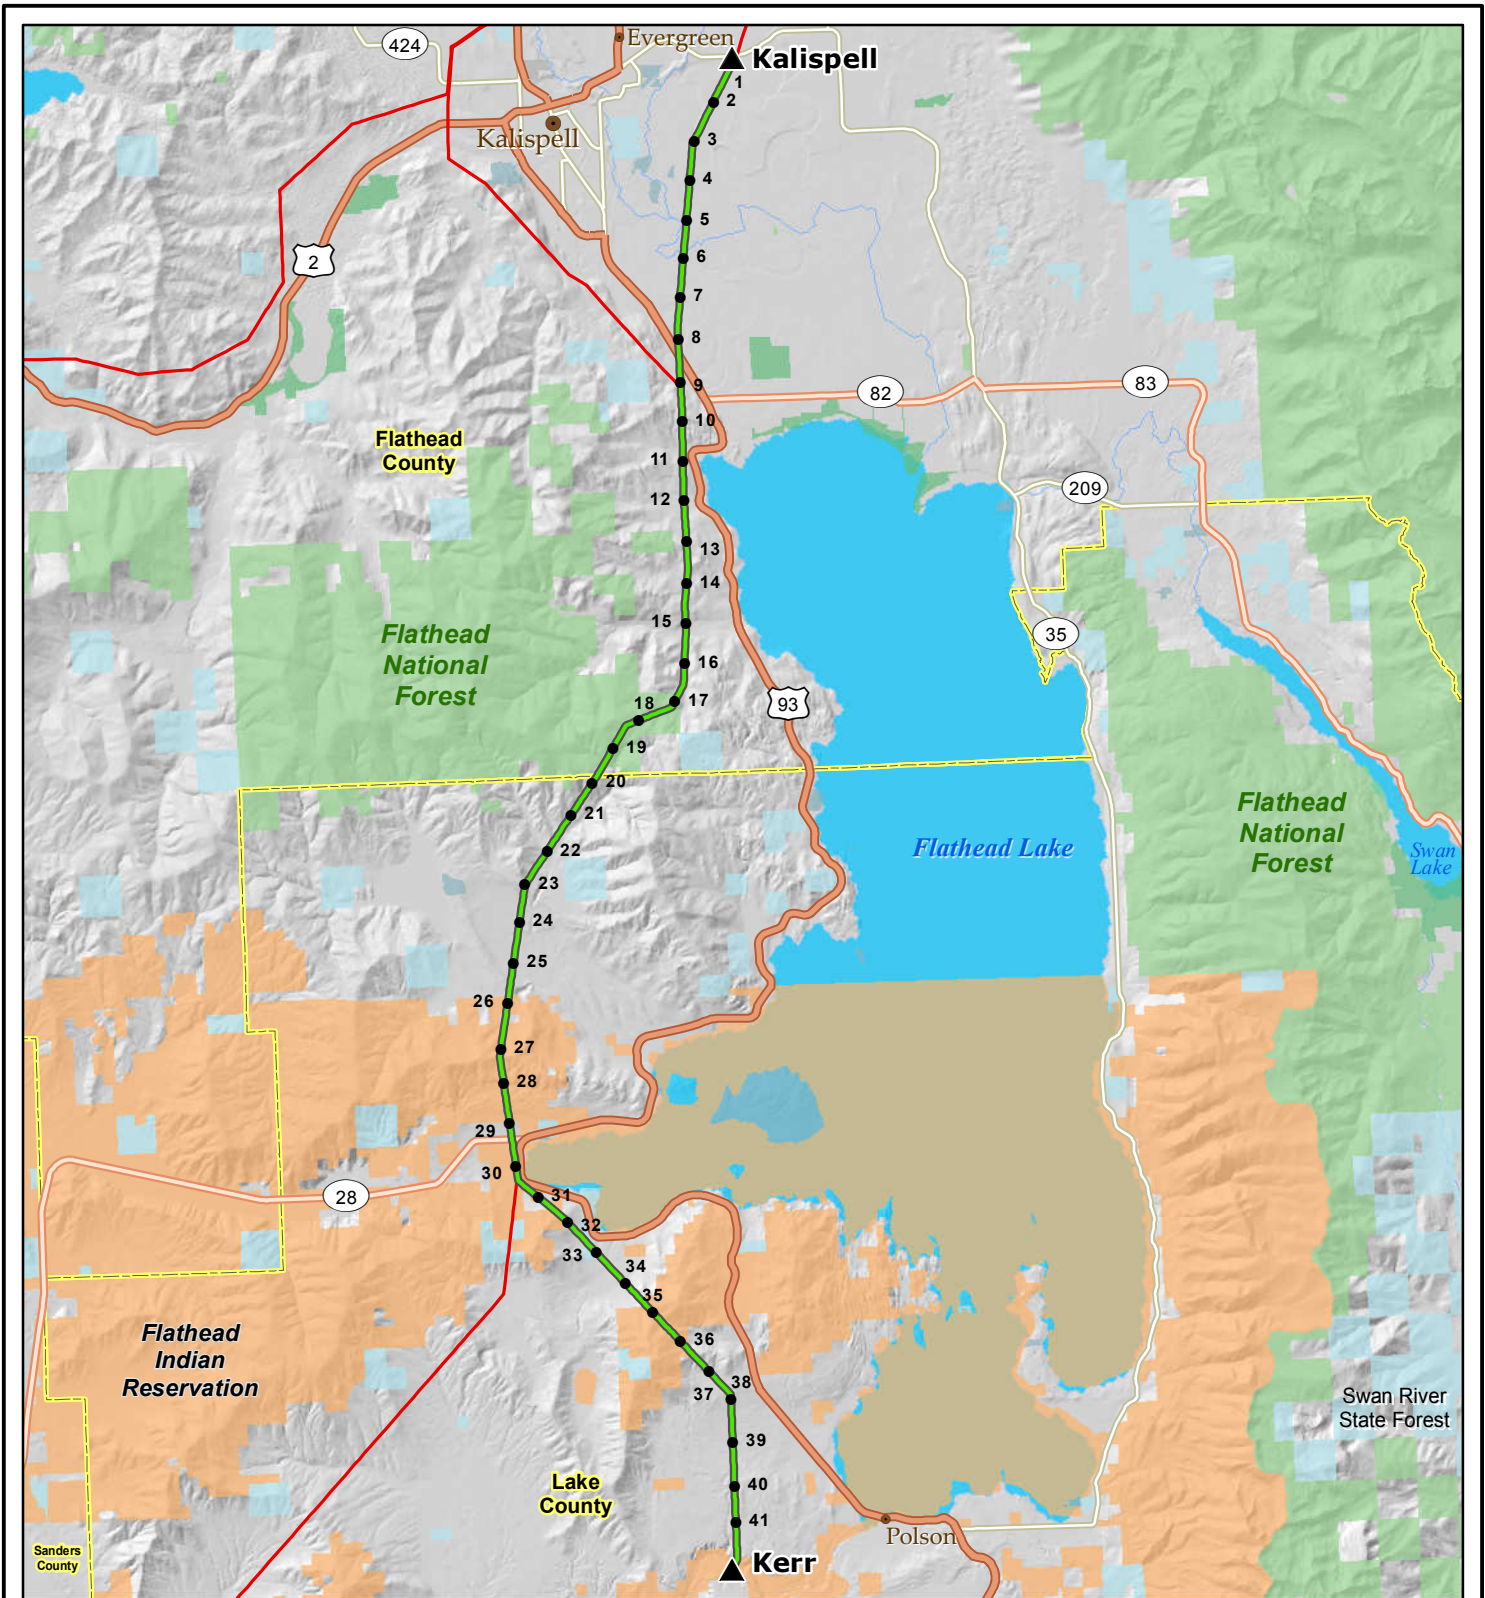 424
Evergreen
Kalispell
1
2
Kalispell
3
4
5
6
2
7
8
9
82
83
10
Flathead
County
11
209
12
13
14
15
Flathead
National
Forest
35
16
17
93
18
19
20
21
Flathead
National
Forest
Flathead Lake
22
Swan
Lake
23
24
25
26
27
28
29
30
28
31
32
33
34
35
Flathead
Indian
Reservation
36
37
38
Swan River
State Forest
39
Lake
County
40
41
Polson
Sanders
County
Kerr